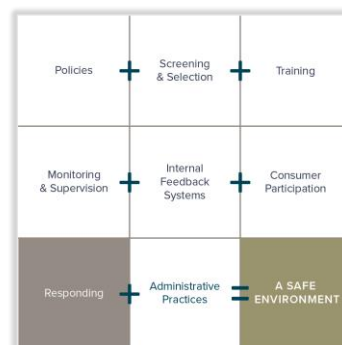 Policies
Screening
& Selection
Training
Monitoring
& Supervision
Internal
Feedback
Systems
Consumer
Participation
Responding
Administrative
Practices
A SAFE
ENVIRONMENT